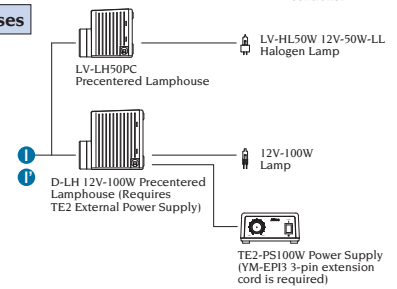 ses
LV-HL50W 12V-50W-LL
Halogen Lamp
LV-LH50PC
Precentered Lamphouse
I
I'
12V-100W
Lamp
D-LH 12V-100W Precentered
Lamphouse (Requires
TE2 External Power Supply)
TE2-PS100W Power Supply
(YM-EPI3 3-pin extension
cord is required)